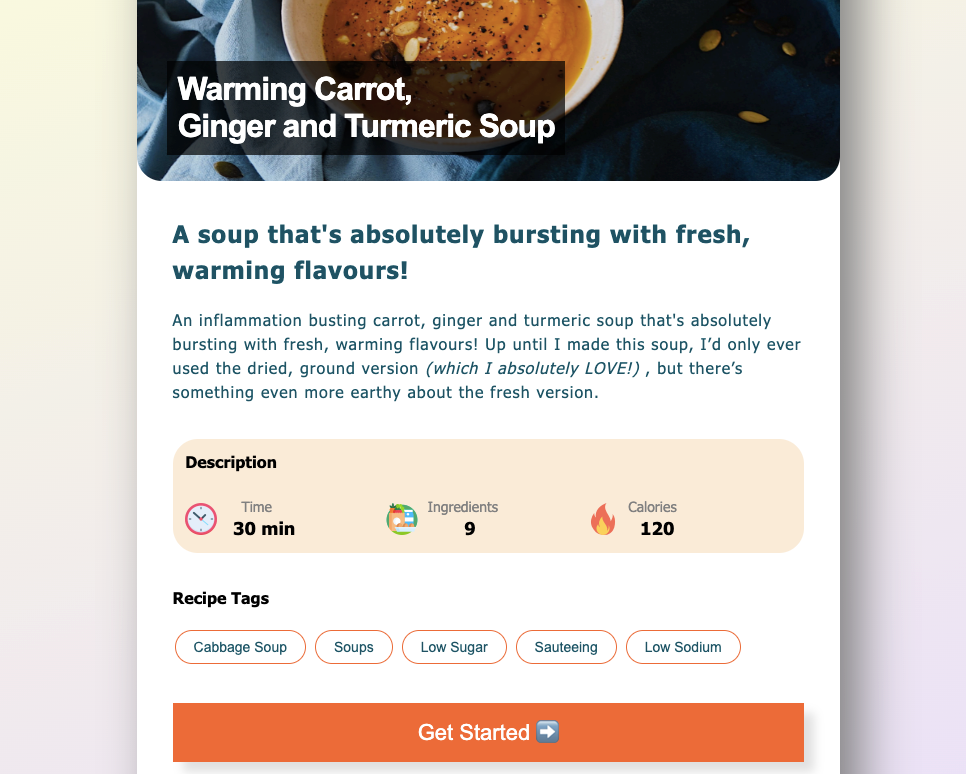 Warming Carrot,
Ginger and Turmeric Soup
A soup that's absolutely bursting with fresh,
warming flavours!
An inflammation busting carrot, ginger and turmeric soup that's absolutely
bursting with fresh, warming flavours! Up until I made this soup, I’d only ever
used the dried, ground version (which I absolutely LOVE!) , but there’s
something even more earthy about the fresh version.
Description
Time
30 min
Ingredients
9
Calories
120
Recipe Tags
Cabbage Soup
Soups
Low Sugar
Sauteeing
Low Sodium
Get Started ➡️